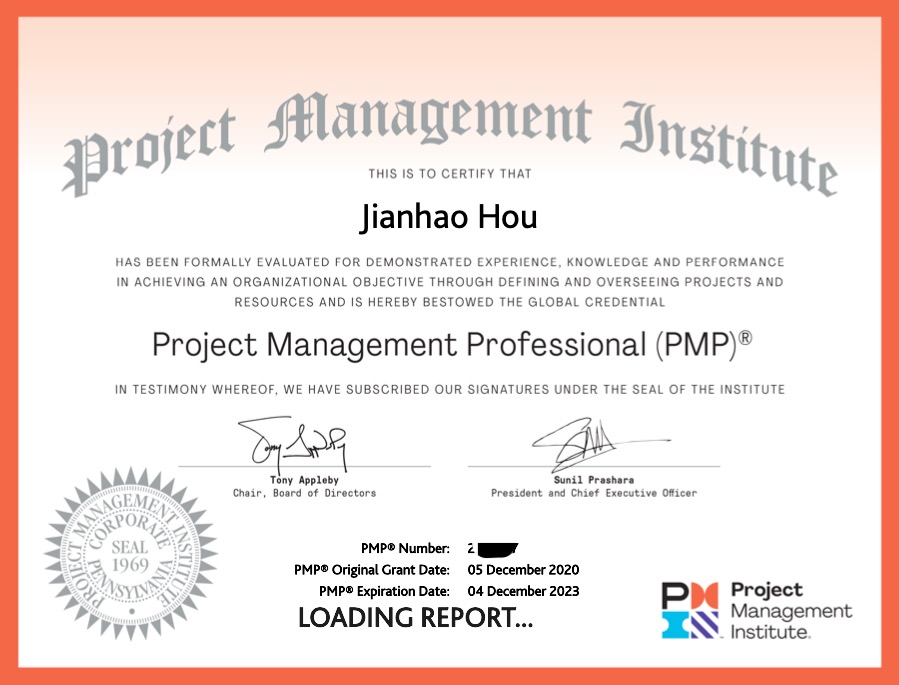 Project Management Institute
THIS IS TO CERTIFY THAT
Jianhao Hou
HAS BEEN FORMALLY EVALUATED FOR DEMONSTRATED EXPERIENCE, KNOWLEDGE AND PERFORMANCE
IN ACHIEVING AN ORGANIZATIONAL OBJECTIVE THROUGH DEFINING AND OVERSEEING PROJECTS AND
RESOURCES AND IS HEREBY BESTOWED THE GLOBAL CREDENTIAL
Project Management Professional (PMP)®
IN TESTIMONY WHEREOF, WE HAVE SUBSCRIBED OUR SIGNATURES UNDER THE SEAL OF THE INSTITUTE
Tony Appleby
Chair, Board of Directors
Sunil Prashara
President and Chief Executive Officer
PROJECT MANAGEMENT INSTITUTE
CORPORATE
SEAL
1969
PENNSYLVANIA
PMP® Number: 2
PMP® Original Grant Date: 05 December 2020
PMP® Expiration Date: 04 December 2023
LOADING REPORT...
Project
Management
Institute.